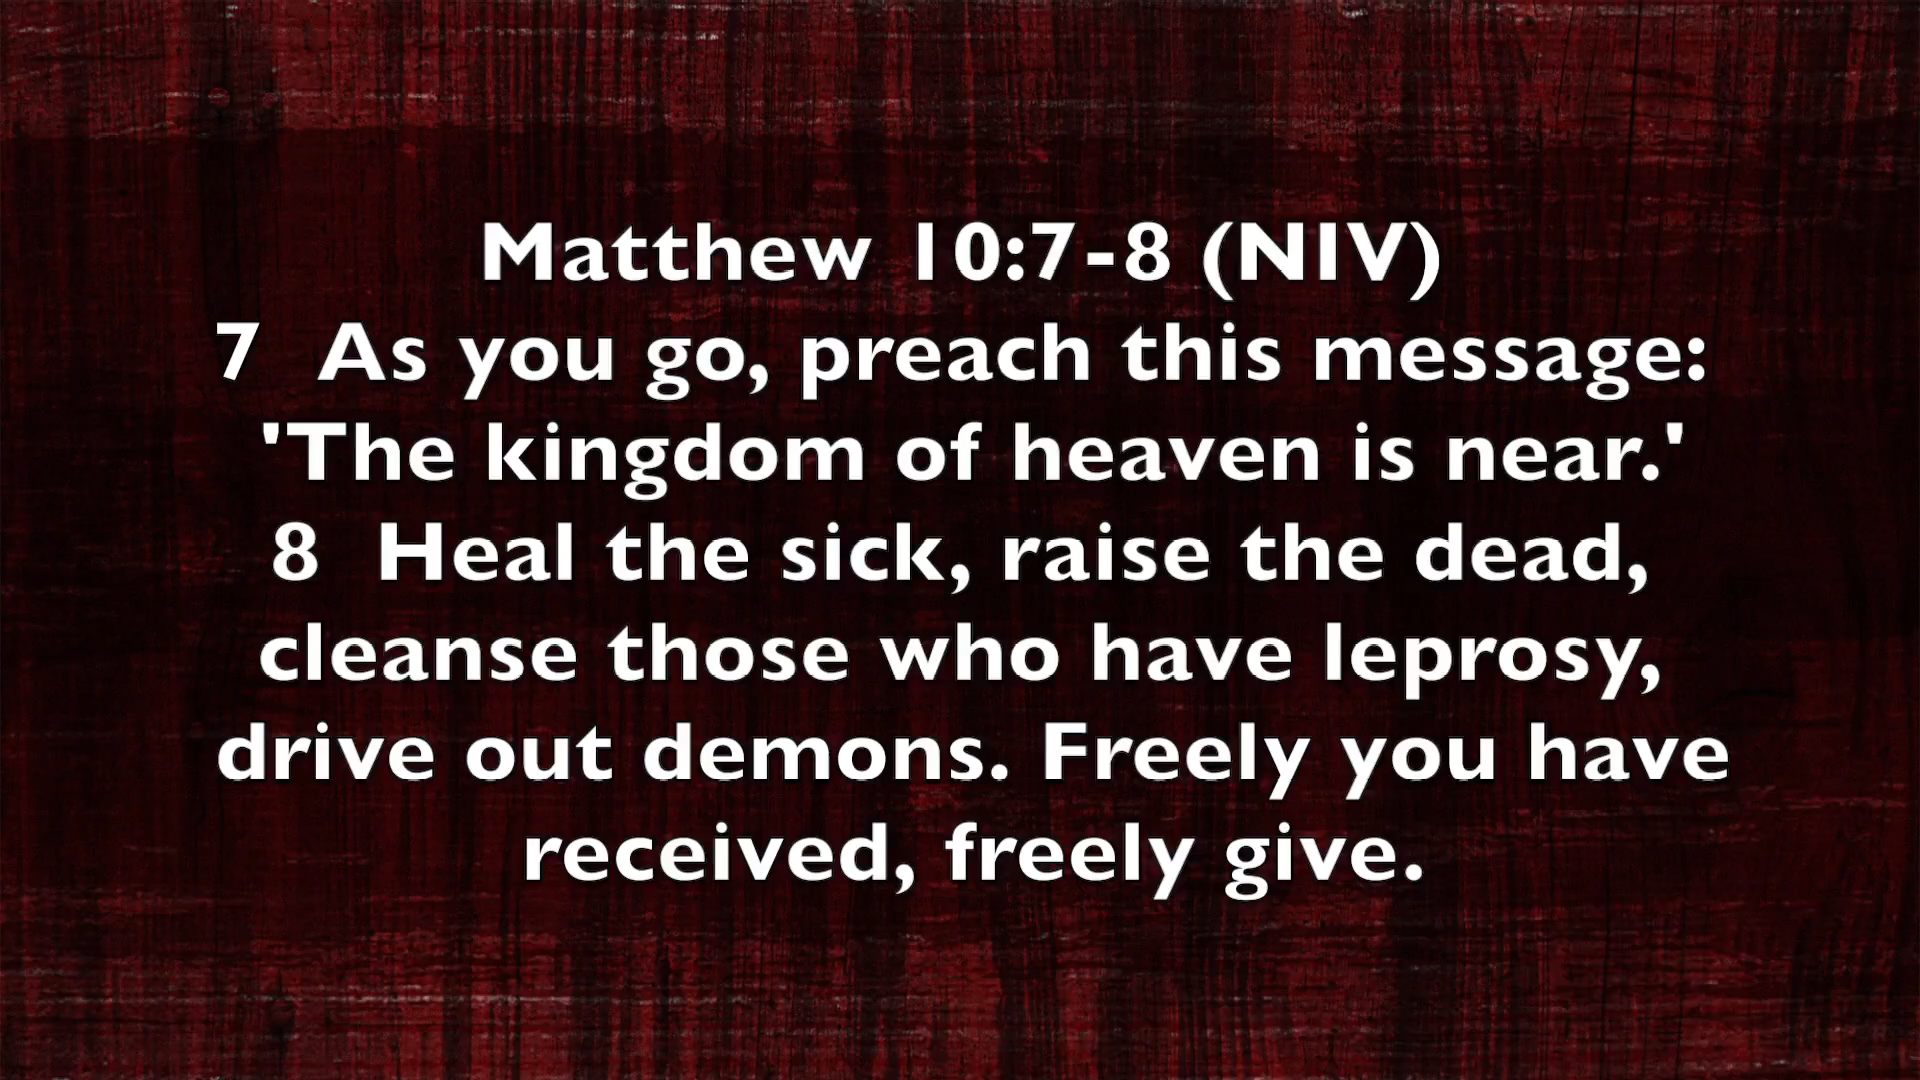 Matthew 10:7-8 (NIV)
7 As you go, preach this message:
'The kingdom of heaven is near.'
8 Heal the sick, raise the dead,
cleanse those who have leprosy,
drive out demons. Freely you have
received, freely give.